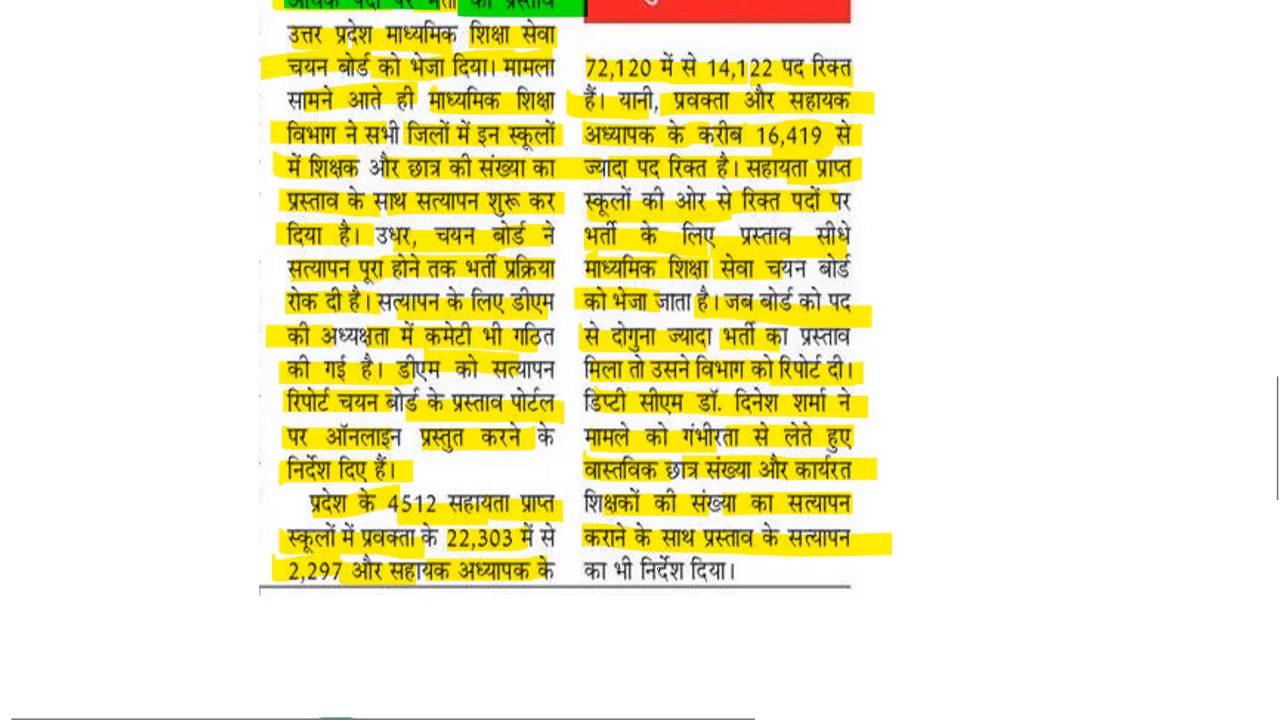 अधिक पदों पर भर्ती का प्रस्ताव
उत्तर प्रदेश माध्यमिक शिक्षा सेवा
चयन बोर्ड को भेजा दिया। मामला
सामने आते ही माध्यमिक शिक्षा
विभाग ने सभी जिलों में इन स्कूलों
में शिक्षक और छात्र की संख्या का
प्रस्ताव के साथ सत्यापन शुरू कर
दिया है। उधर, चयन बोर्ड ने
सत्यापन पूरा होने तक भर्ती प्रक्रिया
रोक दी है। सत्यापन के लिए डीएम
की अध्यक्षता में कमेटी भी गठित
की गई है। डीएम को सत्यापन
रिपोर्ट चयन बोर्ड के प्रस्ताव पोर्टल
पर ऑनलाइन प्रस्तुत करने के
निर्देश दिए हैं।
प्रदेश के 4512 सहायता प्राप्त
स्कूलों में प्रवक्ता के 22,303 में से
2,297 और सहायक अध्यापक के
72,120 में से 14,122 पद रिक्त
हैं। यानी, प्रवक्ता और सहायक
अध्यापक के करीब 16,419 से
ज्यादा पद रिक्त है। सहायता प्राप्त
स्कूलों की ओर से रिक्त पदों पर
भर्ती के लिए प्रस्ताव सीधे
माध्यमिक शिक्षा सेवा चयन बोर्ड
को भेजा जाता है। जब बोर्ड को पद
से दोगुना ज्यादा भर्ती का प्रस्ताव
मिला तो उसने विभाग को रिपोर्ट दी।
डिप्टी सीएम डॉ. दिनेश शर्मा ने
मामले को गंभीरता से लेते हुए
वास्तविक छात्र संख्या और कार्यरत
शिक्षकों की संख्या का सत्यापन
कराने के साथ प्रस्ताव के सत्यापन
का भी निर्देश दिया।